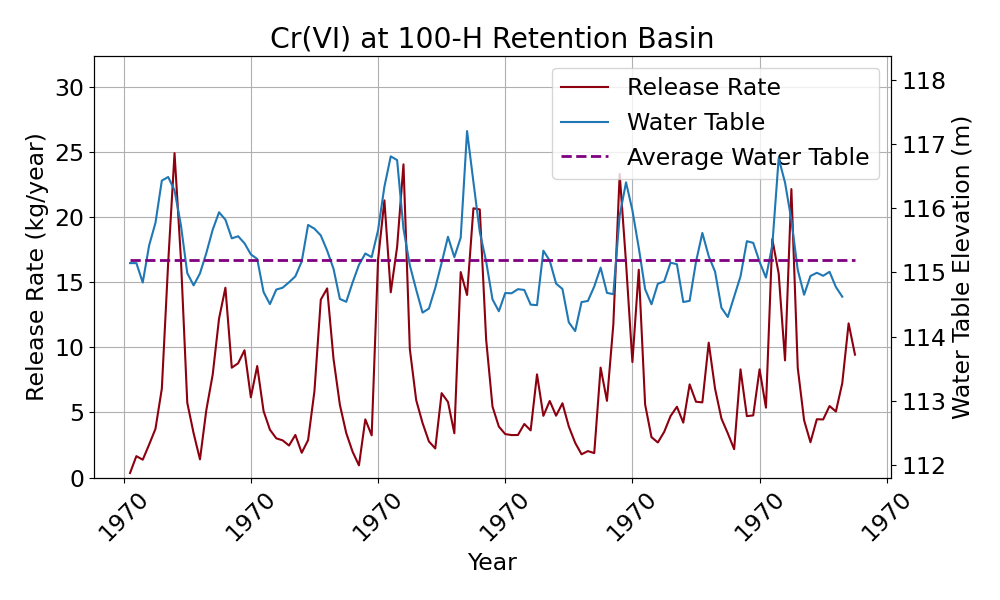 Cr(VI) at 100-H Retention Basin
Release Rate
Water Table
Average Water Table
Release Rate (kg/year)
30
25
20
15
10
5
0
118
117
116
115
114
113
112
Water Table Elevation (m)
1970 1970 1970 1970 1970 1970 1970
Year